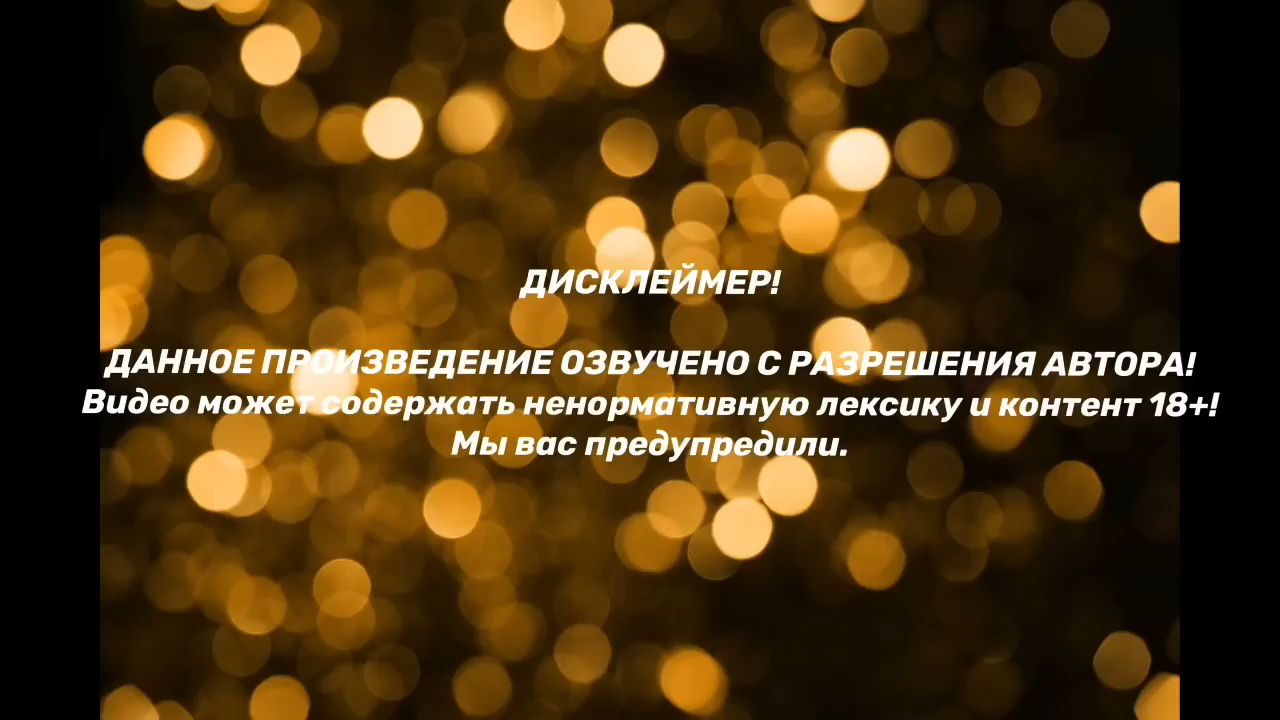 ДИСКЛЕЙМЕР!
ДАННОЕ ПРОИЗВЕДЕНИЕ ОЗВУЧЕНО С РАЗРЕШЕНИЯ АВТОРА!
Видео может содержать ненормативную лексику и контент 18+!
Мы вас предупредили.